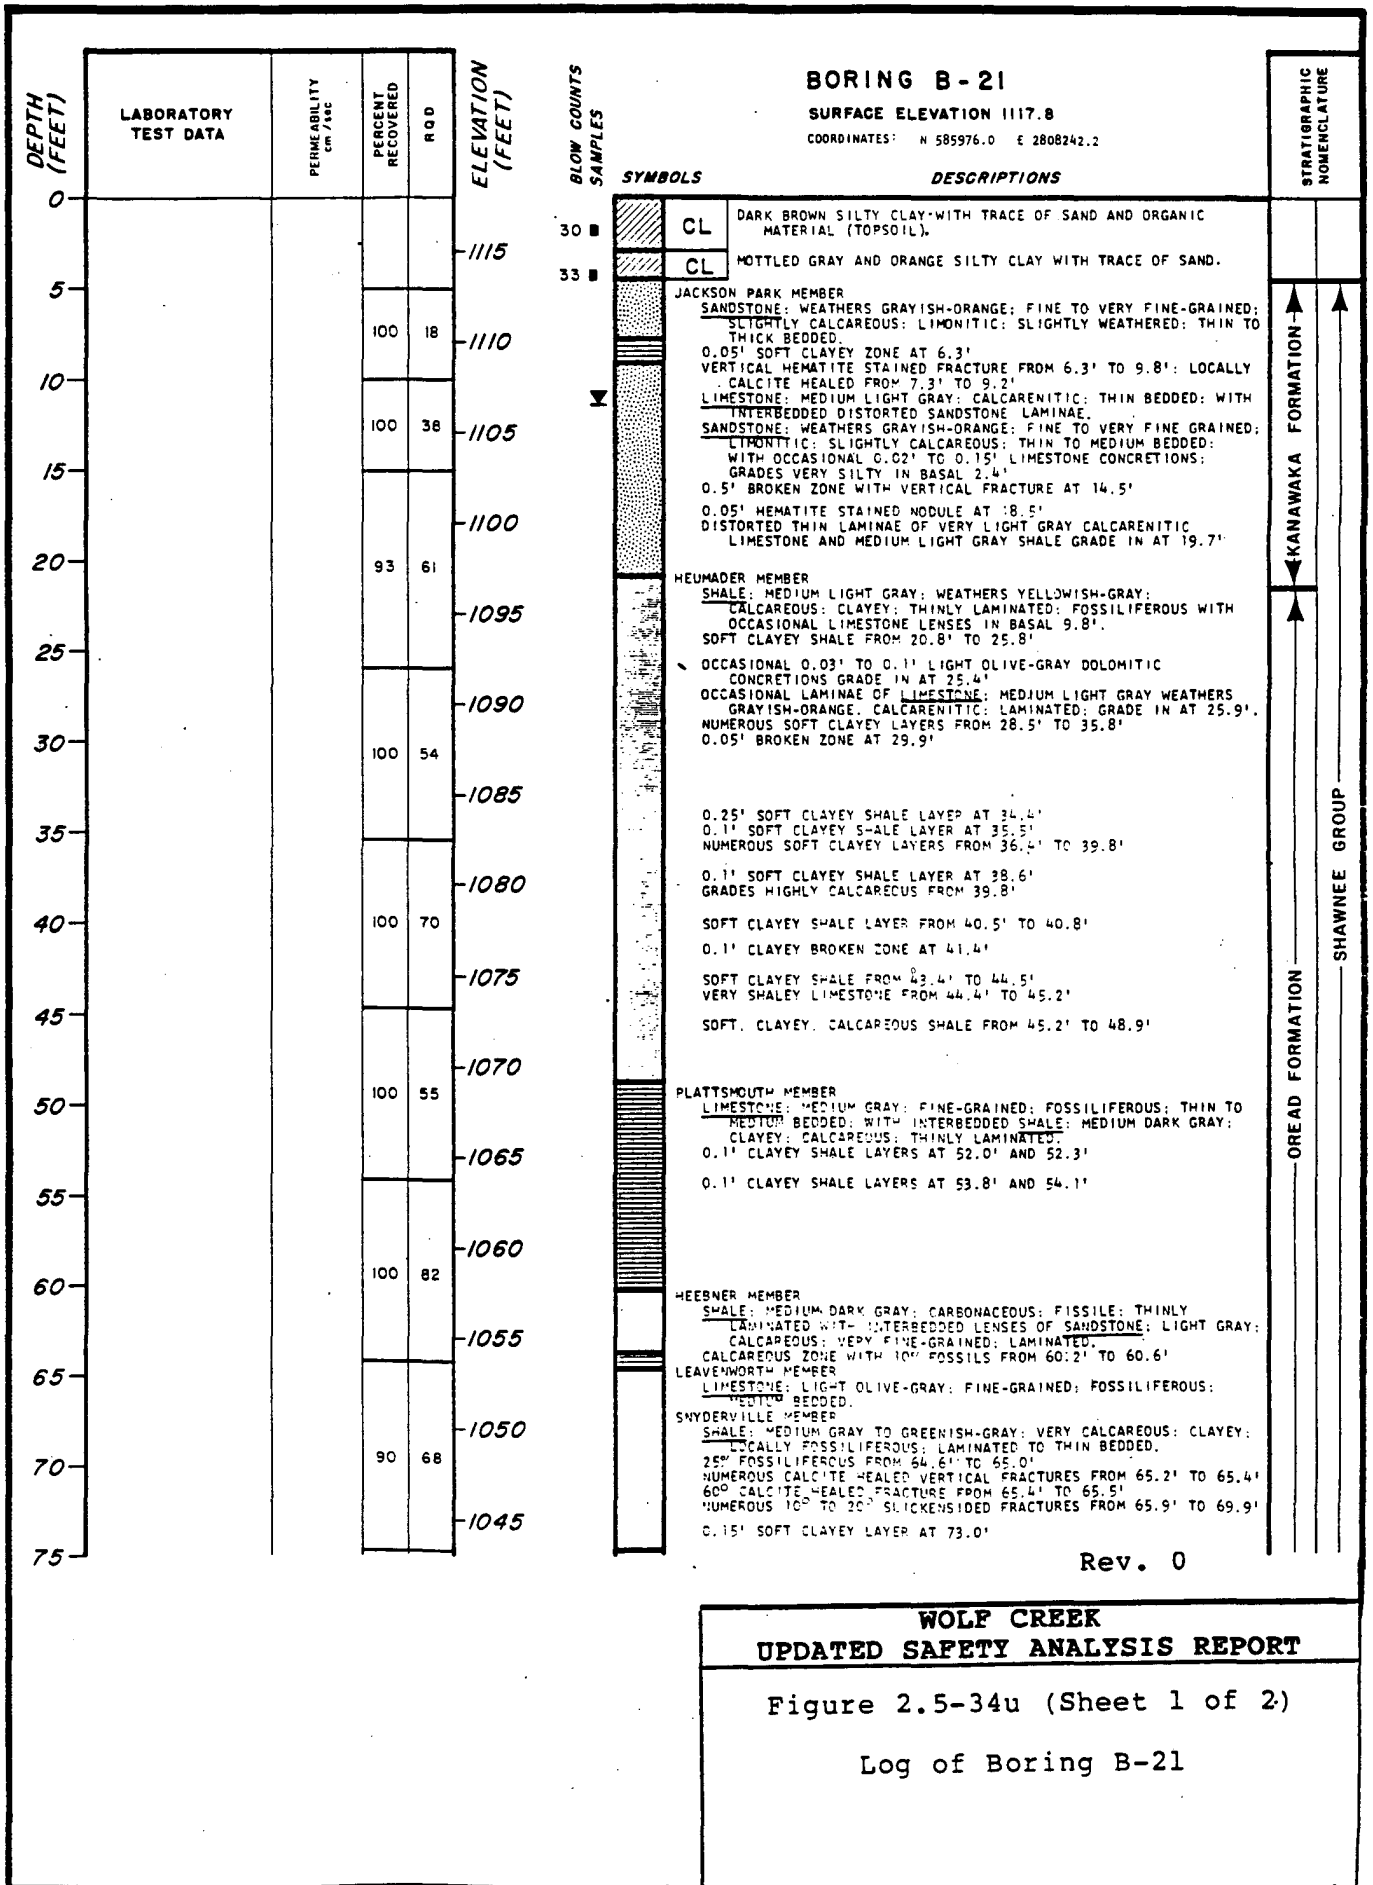 DEPTH (FEET)
LABORATORY TEST DATA
PERMEABILITY cm/sec
PERCENT RECOVERED
RQD
ELEVATION (FEET)
BLOW COUNTS
SAMPLES
SYMBOLS
BORING B-21
SURFACE ELEVATION 1117.8
COORDINATES: N 585976.0 E 2808242.2
DESCRIPTIONS
STRATIGRAPHIC NOMENCLATURE
0
5
10
15
20
25
30
35
40
45
50
55
60
65
70
75
100 18
100 38
93 61
100 54
100 70
100 55
100 82
90 68
1115
1110
1105
1100
1095
1090
1085
1080
1075
1070
1065
1060
1055
1050
1045
30
33
CL
CL
DARK BROWN SILTY CLAY WITH TRACE OF SAND AND ORGANIC
MATERIAL (TOPSOIL).
MOTTLED GRAY AND ORANGE SILTY CLAY WITH TRACE OF SAND.
JACKSON PARK MEMBER
SANDSTONE: WEATHERS GRAYISH-ORANGE; FINE TO VERY FINE-GRAINED;
SLIGHTLY CALCAREOUS; LIMONITIC; SLIGHTLY WEATHERED; THIN TO
THICK BEDDED.
0.05' SOFT CLAYEY ZONE AT 6.3'
VERTICAL HEMATITE STAINED FRACTURE FROM 6.3' TO 9.8'; LOCALLY
CALCITE HEALED FROM 7.3' TO 9.2'
LIMESTONE: MEDIUM LIGHT GRAY; CALCARENITIC; THIN BEDDED; WITH
INTERBEDDED DISTORTED SANDSTONE LAMINAE.
SANDSTONE: WEATHERS GRAYISH-ORANGE; FINE TO VERY FINE GRAINED;
LIMONITIC; SLIGHTLY CALCAREOUS; THIN TO MEDIUM BEDDED;
WITH OCCASIONAL 0.02' TO 0.15' LIMESTONE CONCRETIONS;
GRADES VERY SILTY IN BASAL 2.4'
0.5' BROKEN ZONE WITH VERTICAL FRACTURE AT 14.5'
0.05' HEMATITE STAINED NODULE AT 18.5'
DISTORTED THIN LAMINAE OF VERY LIGHT GRAY CALCARENITIC
LIMESTONE AND MEDIUM LIGHT GRAY SHALE GRADE IN AT 19.7'
HEUMADER MEMBER
SHALE: MEDIUM LIGHT GRAY; WEATHERS YELLOWISH-GRAY;
CALCAREOUS; CLAYEY; THINLY LAMINATED; FOSSILIFEROUS WITH
OCCASIONAL LIMESTONE LENSES IN BASAL 9.8'.
SOFT CLAYEY SHALE FROM 20.8' TO 25.8'
OCCASIONAL 0.03' TO 0.1' LIGHT OLIVE-GRAY DOLOMITIC
CONCRETIONS GRADE IN AT 25.4'
OCCASIONAL LAMINAE OF LIMESTONE: MEDIUM LIGHT GRAY WEATHERS
GRAYISH-ORANGE. CALCARENITIC; LAMINATED; GRADE IN AT 25.9'.
NUMEROUS SOFT CLAYEY LAYERS FROM 28.5' TO 35.8'
0.05' BROKEN ZONE AT 29.9'
0.25' SOFT CLAYEY SHALE LAYER AT 34.4'
0.1' SOFT CLAYEY SHALE LAYER AT 35.5'
NUMEROUS SOFT CLAYEY LAYERS FROM 36.4' TO 39.8'
0.1' SOFT CLAYEY SHALE LAYER AT 38.6'
GRADES HIGHLY CALCAREOUS FROM 39.8'
SOFT CLAYEY SHALE LAYER FROM 40.5' TO 40.8'
0.1' CLAYEY BROKEN ZONE AT 41.4'
SOFT CLAYEY SHALE FROM 43.4' TO 44.5'
VERY SHALEY LIMESTONE FROM 44.4' TO 45.2'
SOFT. CLAYEY. CALCAREOUS SHALE FROM 45.2' TO 48.9'
PLATTSMOUTH MEMBER
LIMESTONE: MEDIUM GRAY; FINE-GRAINED; FOSSILIFEROUS; THIN TO
MEDIUM BEDDED; WITH INTERBEDDED SHALE: MEDIUM DARK GRAY;
CLAYEY; CALCAREOUS; THINLY LAMINATED.
0.1' CLAYEY SHALE LAYERS AT 52.0' AND 52.3'
0.1' CLAYEY SHALE LAYERS AT 53.8' AND 54.1'
HEEBNER MEMBER
SHALE: MEDIUM DARK GRAY; CARBONACEOUS; FISSILE; THINLY
LAMINATED WITH INTERBEDDED LENSES OF SANDSTONE: LIGHT GRAY;
CALCAREOUS; VERY FINE-GRAINED; LAMINATED.
CALCAREOUS ZONE WITH 10% FOSSILS FROM 60.2' TO 60.6'
LEAVENWORTH MEMBER
LIMESTONE: LIGHT OLIVE-GRAY; FINE-GRAINED; FOSSILIFEROUS;
MEDIUM BEDDED.
SNYDERVILLE MEMBER
SHALE: MEDIUM GRAY TO GREENISH-GRAY; VERY CALCAREOUS; CLAYEY;
LOCALLY FOSSILIFEROUS; LAMINATED TO THIN BEDDED.
25% FOSSILIFEROUS FROM 64.6' TO 65.0'
NUMEROUS CALCITE HEALED VERTICAL FRACTURES FROM 65.2' TO 65.4'
60° CALCITE HEALED FRACTURE FROM 65.4' TO 65.5'
NUMEROUS 10° TO 20° SLICKENSIDED FRACTURES FROM 65.9' TO 69.9'
0.15' SOFT CLAYEY LAYER AT 73.0'
KANAWAKA FORMATION
OREAD FORMATION
SHAWNEE GROUP
Rev. 0
WOLF CREEK
UPDATED SAFETY ANALYSIS REPORT
Figure 2.5-34u (Sheet 1 of 2)
Log of Boring B-21